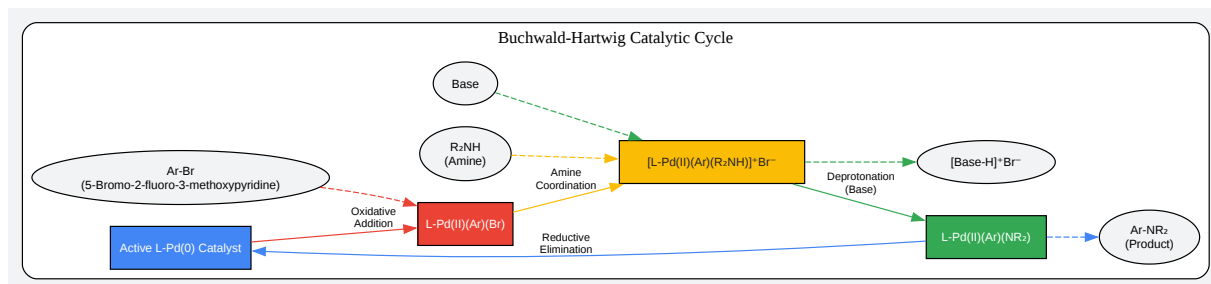 Buchwald-Hartwig Catalytic Cycle
Base
R₂NH
(Amine)
[L-Pd(II)(Ar)(R₂NH)]⁺Br⁻
[Base-H]⁺Br⁻
Ar-Br
(5-Bromo-2-fluoro-3-methoxypyridine)
Amine
Coordination
Deprotonation
(Base)
Oxidative
Addition
L-Pd(II)(Ar)(Br)
Active L-Pd(0) Catalyst
Reductive
Elimination
L-Pd(II)(Ar)(NR₂)
Ar-NR₂
(Product)